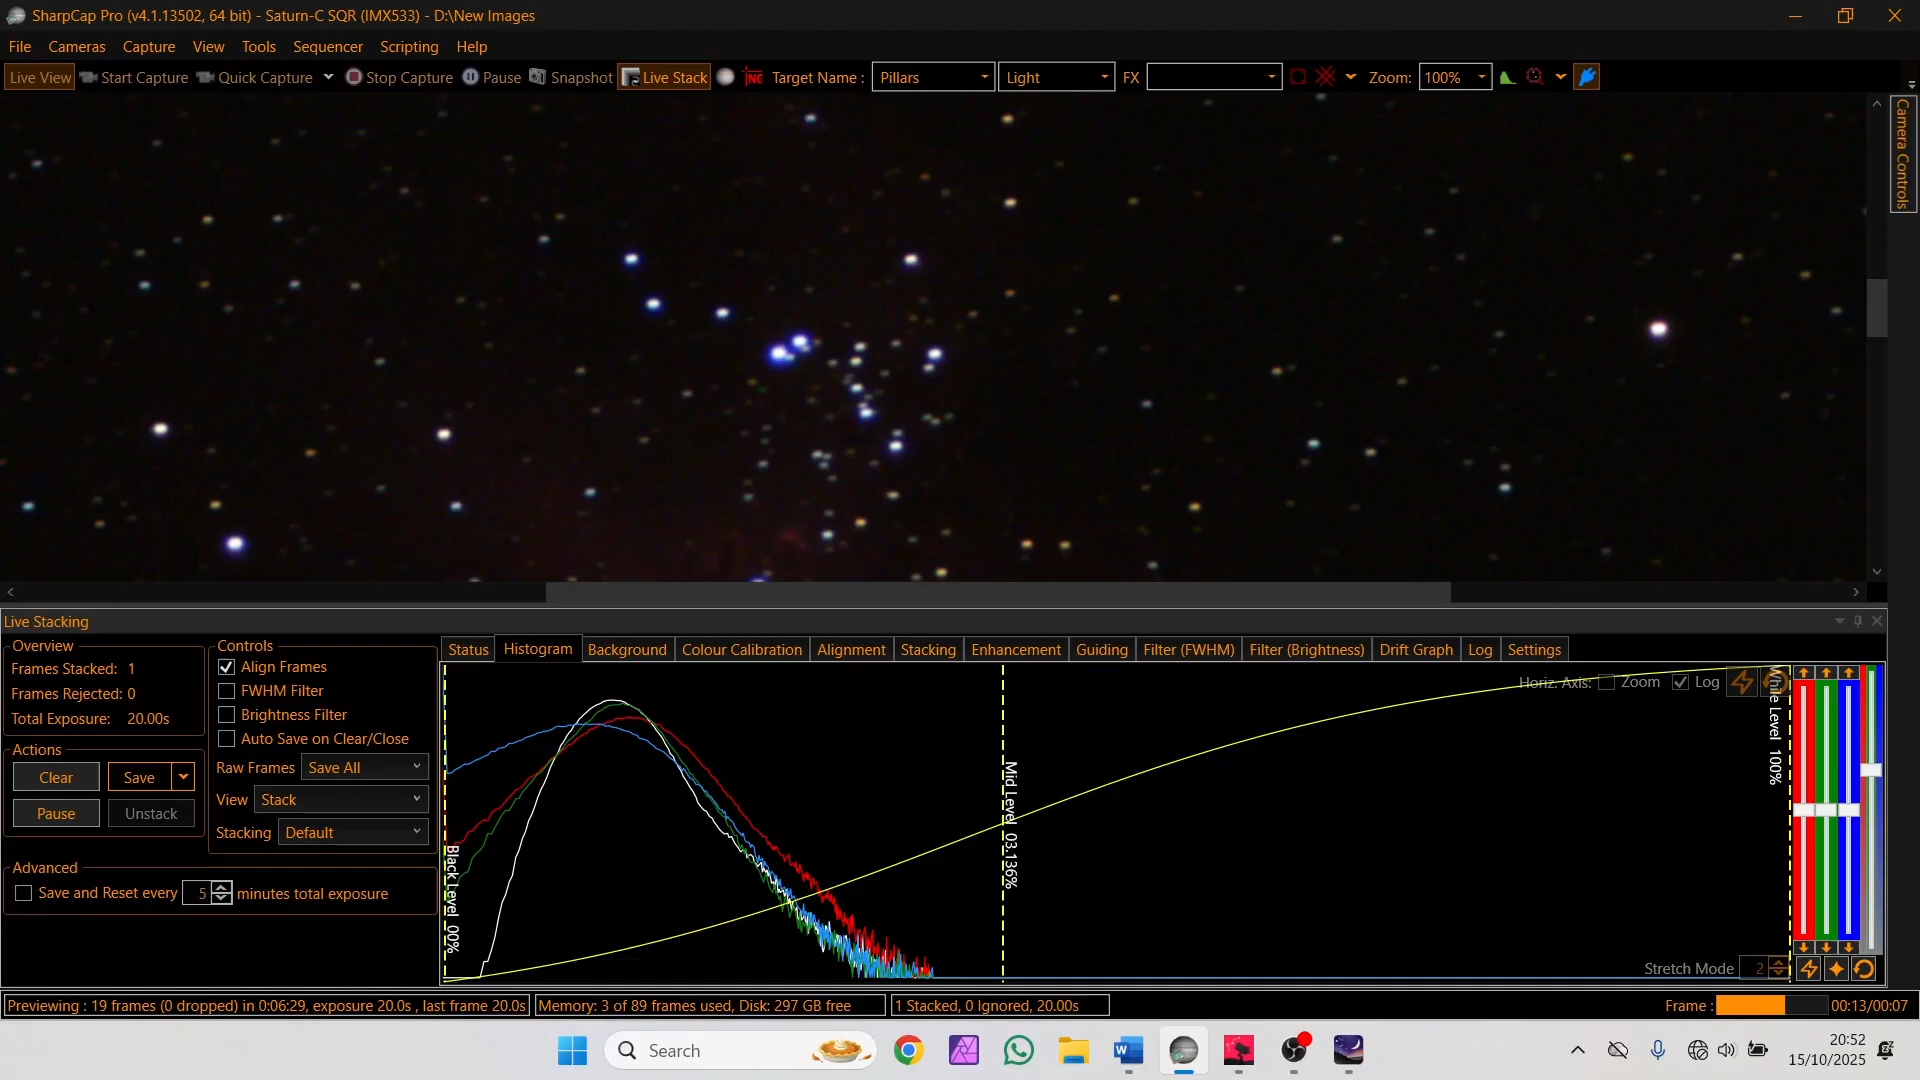 SharpCap Pro (v4.1.13502, 64 bit) - Saturn-C SQR (IMX533) - D:\New Images
File Cameras Capture View Tools Sequencer Scripting Help
Live View Start Capture Quick Capture Stop Capture Pause Snapshot Live Stack INC Target Name : Pillars Light FX Zoom: 100%
Camera Controls
Live Stacking
Overview
Frames Stacked: 1
Frames Rejected: 0
Total Exposure: 20.00s
Actions
Clear Save
Pause Unstack
Controls
Align Frames
FWHM Filter
Brightness Filter
Auto Save on Clear/Close
Raw Frames Save All
View Stack
Stacking Default
Advanced
Save and Reset every 5 minutes total exposure
Status Histogram Background Colour Calibration Alignment Stacking Enhancement Guiding Filter (FWHM) Filter (Brightness) Drift Graph Log Settings
Horiz. Axis: Zoom Log
Black Level 00%
Mid Level 03.136%
While Level 100%
Stretch Mode 2
Previewing : 19 frames (0 dropped) in 0:06:29, exposure 20.0s , last frame 20.0s Memory: 3 of 89 frames used, Disk: 297 GB free 1 Stacked, 0 Ignored, 20.00s Frame : 00:13/00:07
Search
20:52
15/10/2025